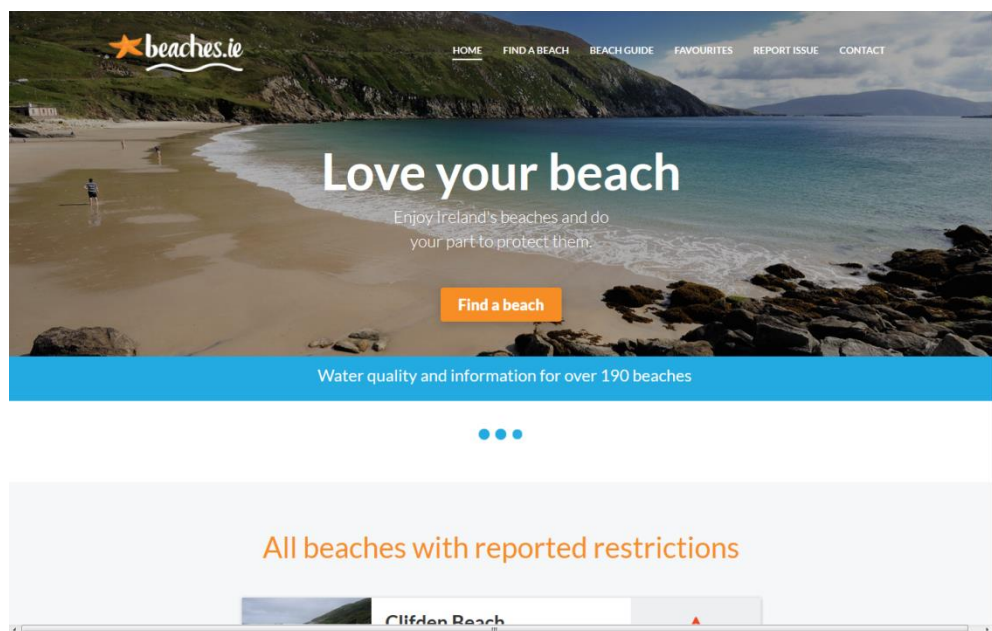 beaches.ie
HOME FIND A BEACH BEACH GUIDE FAVOURITES REPORT ISSUE CONTACT
Love your beach
Enjoy Ireland's beaches and do
your part to protect them.
Find a beach
Water quality and information for over 190 beaches
All beaches with reported restrictions
Clifden Beach